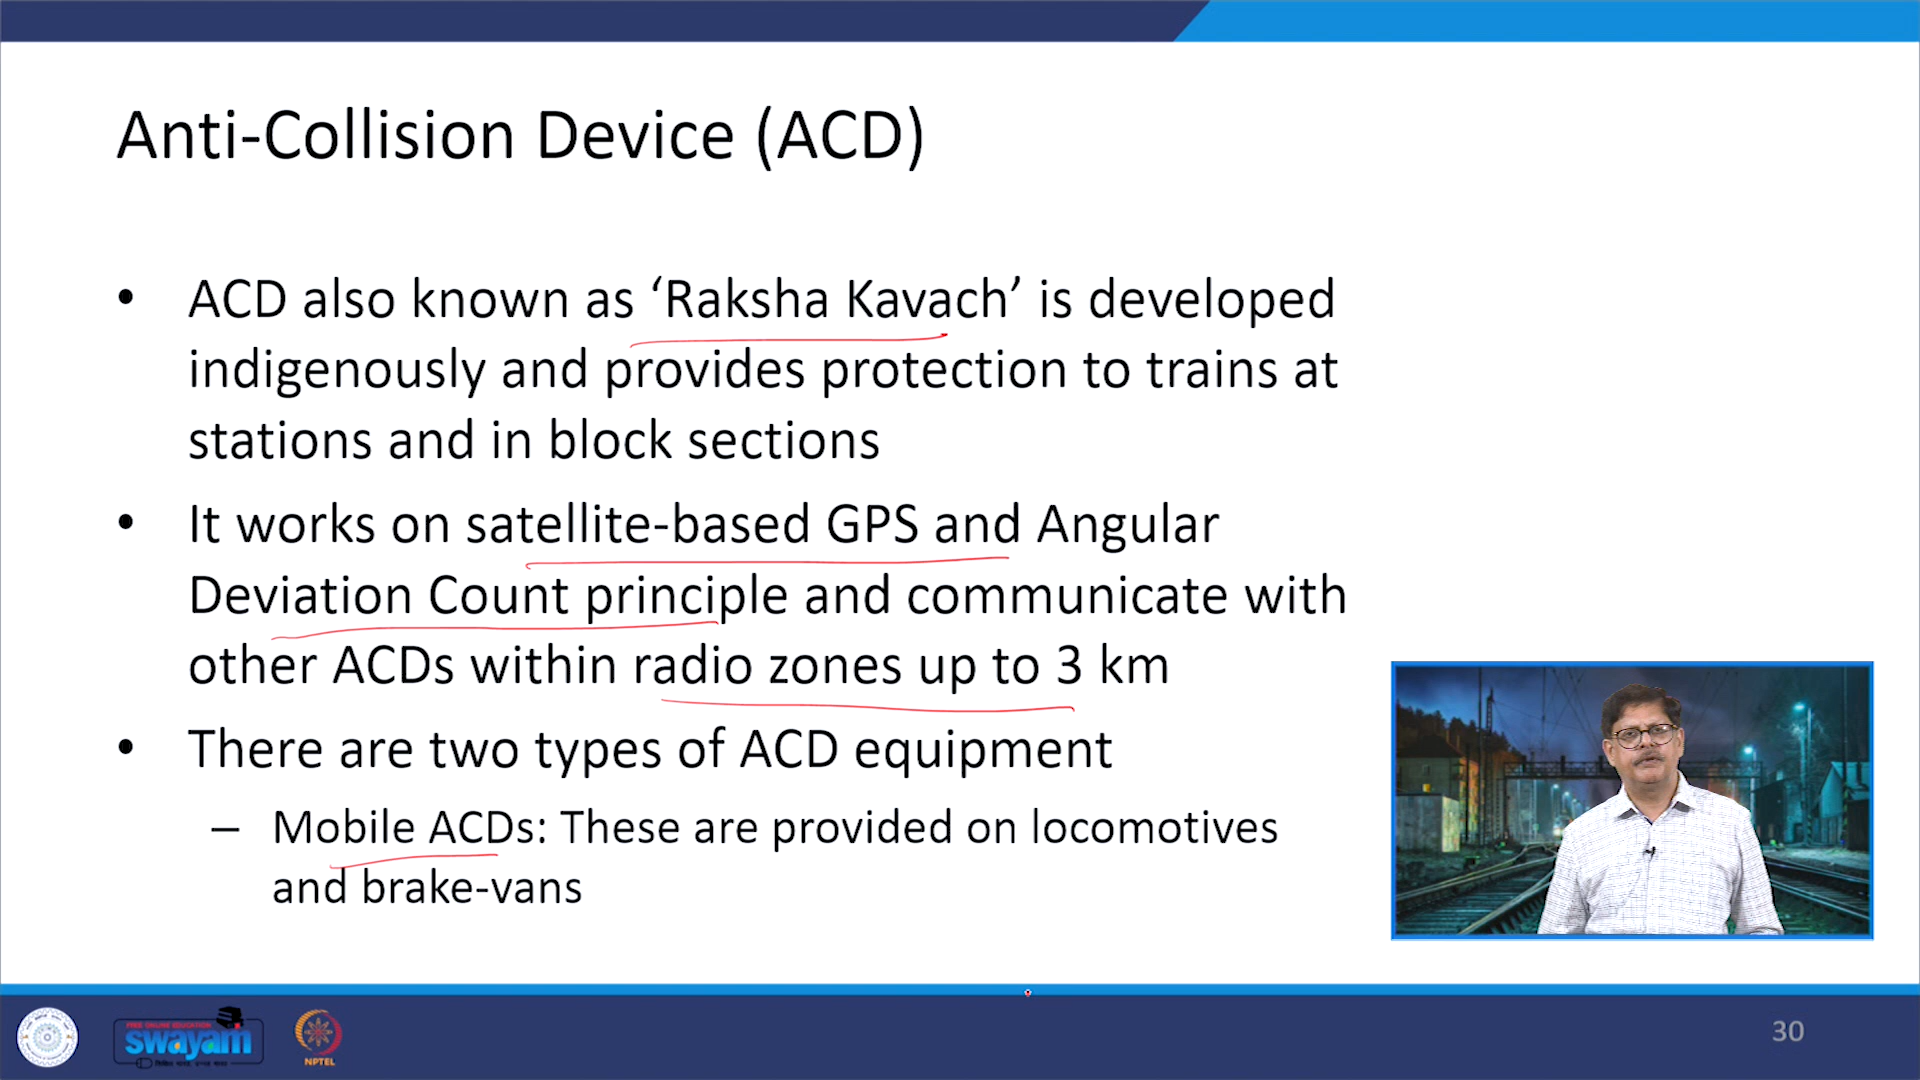 Anti-Collision Device (ACD)
• ACD also known as ‘Raksha Kavach’ is developed
indigenously and provides protection to trains at
stations and in block sections
• It works on satellite-based GPS and Angular
Deviation Count principle and communicate with
other ACDs within radio zones up to 3 km
• There are two types of ACD equipment
– Mobile ACDs: These are provided on locomotives
and brake-vans
FREE ONLINE EDUCATION
swayam
NPTEL
30